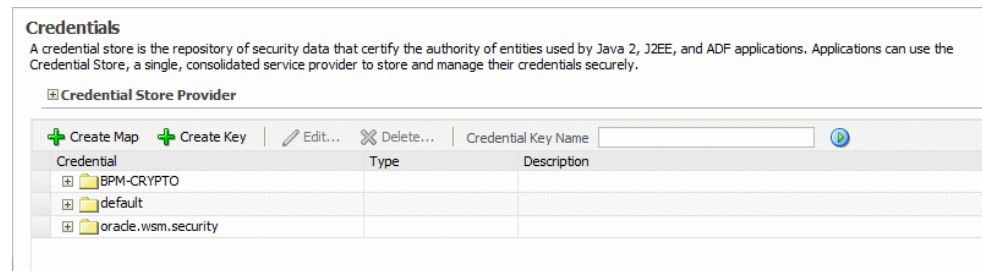 Credentials
A credential store is the repository of security data that certify the authority of entities used by Java 2, J2EE, and ADF applications. Applications can use the
Credential Store, a single, consolidated service provider to store and manage their credentials securely.
Credential Store Provider
Create Map Create Key Edit... Delete... Credential Key Name
Credential Type Description
BPM-CRYPTO
default
oracle.wsm.security